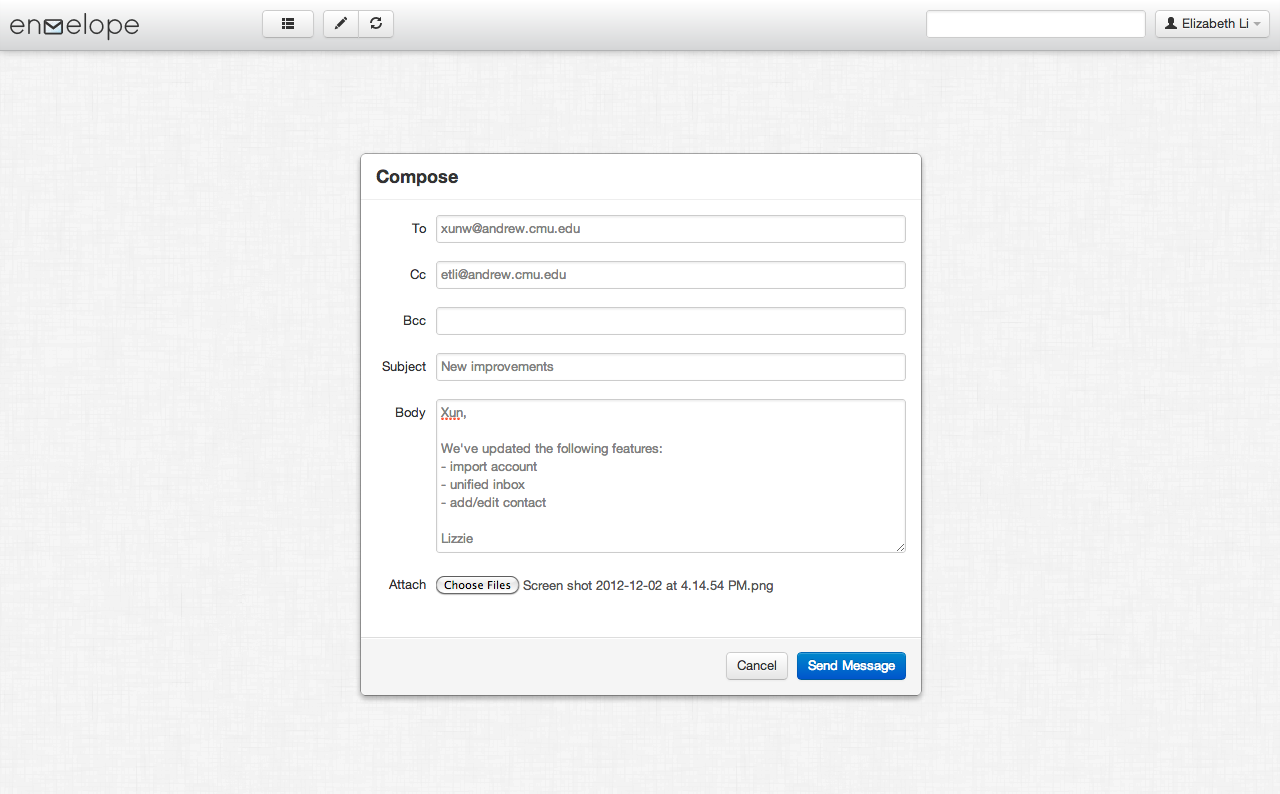 envelope
Elizabeth Li
Compose
To
xunw@andrew.cmu.edu
Cc
etli@andrew.cmu.edu
Bcc
Subject
New improvements
Body
Xun,
We've updated the following features:
- import account
- unified inbox
- add/edit contact
Lizzie
Attach
Choose Files Screen shot 2012-12-02 at 4.14.54 PM.png
Cancel
Send Message